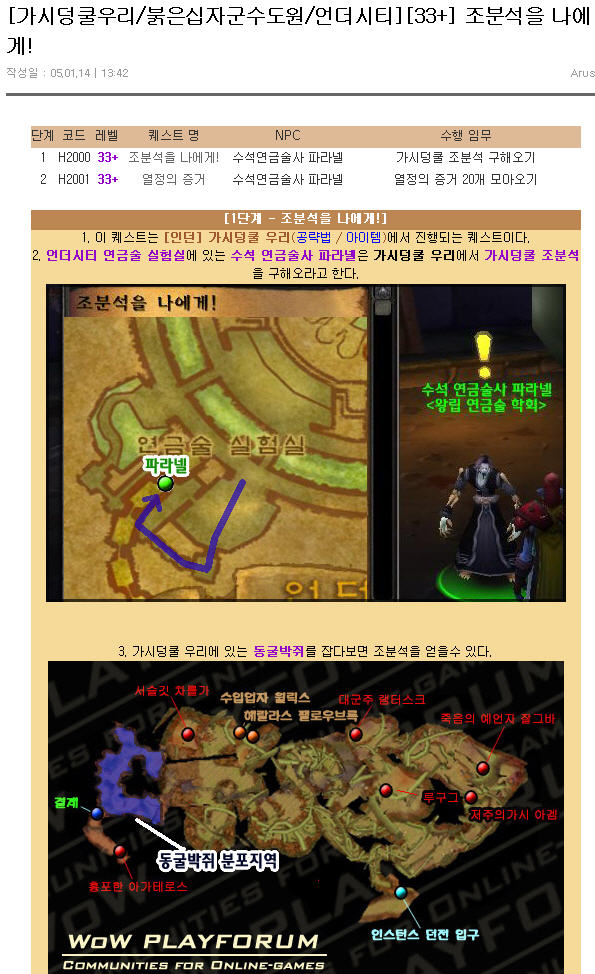 [가시덩쿨우리/붉은십자군수도원/언더시티][33+] 조분석을 나에
게!
작성일 : 05.01.14 | 13:42 Arus
단계 코드 레벨 퀘스트 명 NPC 수행 임무
1 H2000 33+ 조분석을 나에게! 수석연금술사 파라넬 가시덩쿨 조분석 구해오기
2 H2001 33+ 열정의 증거 수석연금술사 파라넬 열정의 증거 20개 모아오기
[1단계 - 조분석을 나에게!]
1. 이 퀘스트는 [인던] 가시덩쿨 우리(공략법 / 아이템)에서 진행되는 퀘스트이다.
2. 언더시티 연금술 실험실에 있는 수석 연금술사 파라넬은 가시덩쿨 우리에서 가시덩쿨 조분석
을 구해오라고 한다.
조분석을 나에게!
수석 연금술사 파라넬
<왕립 연금술 학회>
연금술 실험실
파라넬
언더
3. 가시덩쿨 우리에 있는 동굴박쥐를 잡다보면 조분석을 얻을수 있다.
서슬깃 차를가
수입업자 윌릭스
헤랄라스 팰로우브룩
대군주 램터스크
죽음의 예언자 잘그바
결계
루구그
저주의가시 아겜
동굴박쥐 분포지역
흉포한 아가테로스
인스턴스 던전 입구
WoW PLAYFORUM
COMMUNITIES FOR ONLINE-GAMES